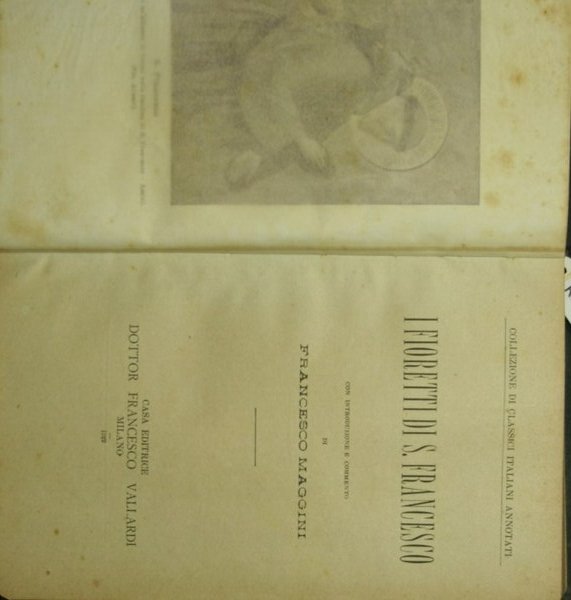 COLLEZIONE DI CLASSICI ITALIANI ANNOTATI
I FIORETTI DI S. FRANCESCO
CON INTRODUZIONE E COMMENTO
DI
FRANCESCO MAGGINI
CASA EDITRICE
DOTTOR FRANCESCO VALLARDI
MILANO